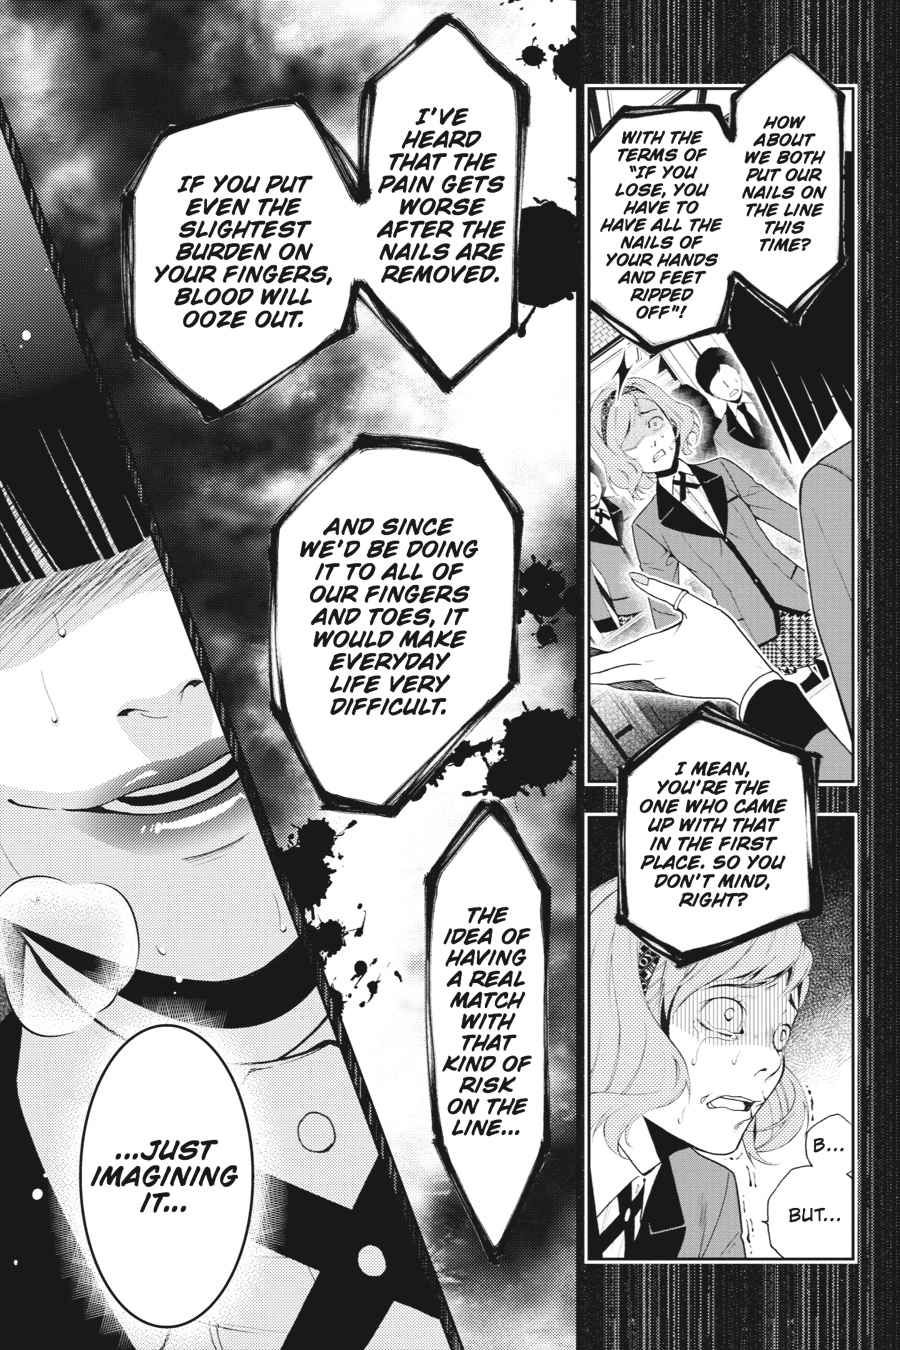 HOW
ABOUT
WE BOTH
PUT OUR
NAILS ON
THE LINE
THIS
TIME?
WITH THE
TERMS OF
"IF YOU
LOSE, YOU
HAVE TO
HAVE ALL THE
NAILS OF
YOUR HANDS
AND FEET
RIPPED
OFF"!
I MEAN,
YOU'RE THE
ONE WHO CAME
UP WITH THAT
IN THE FIRST
PLACE. SO YOU
DON'T MIND,
RIGHT?
B...
BUT...
I'VE
HEARD
THAT THE
PAIN GETS
WORSE
AFTER THE
NAILS ARE
REMOVED.
IF YOU PUT
EVEN THE
SLIGHTEST
BURDEN ON
YOUR FINGERS,
BLOOD WILL
OOZE OUT.
AND SINCE
WE'D BE DOING
IT TO ALL OF
OUR FINGERS
AND TOES, IT
WOULD MAKE
EVERYDAY
LIFE VERY
DIFFICULT.
THE
IDEA OF
HAVING
A REAL
MATCH
WITH
THAT
KIND OF
RISK
ON THE
LINE...
...JUST
IMAGINING
IT...